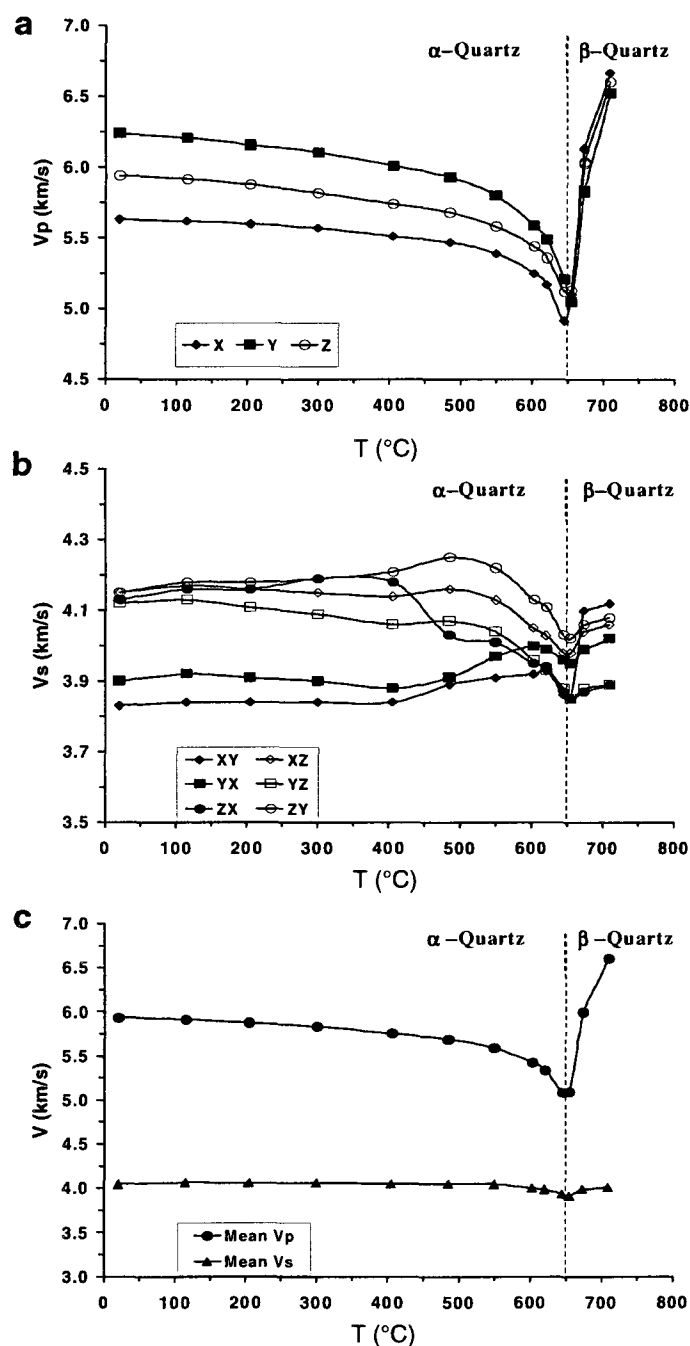 a
α-Quartz β-Quartz
7.0
6.5
6.0
5.5
5.0
4.5
Vp (km/s)
X Y Z
0 100 200 300 400 500 600 700 800
T (°C)
b
α-Quartz β-Quartz
4.5
4.3
4.1
3.9
3.7
3.5
Vs (km/s)
XY XZ
YX YZ
ZX ZY
0 100 200 300 400 500 600 700 800
T (°C)
c
α-Quartz β-Quartz
7.0
6.5
6.0
5.5
5.0
4.5
4.0
3.5
3.0
V (km/s)
Mean Vp
Mean Vs
0 100 200 300 400 500 600 700 800
T (°C)